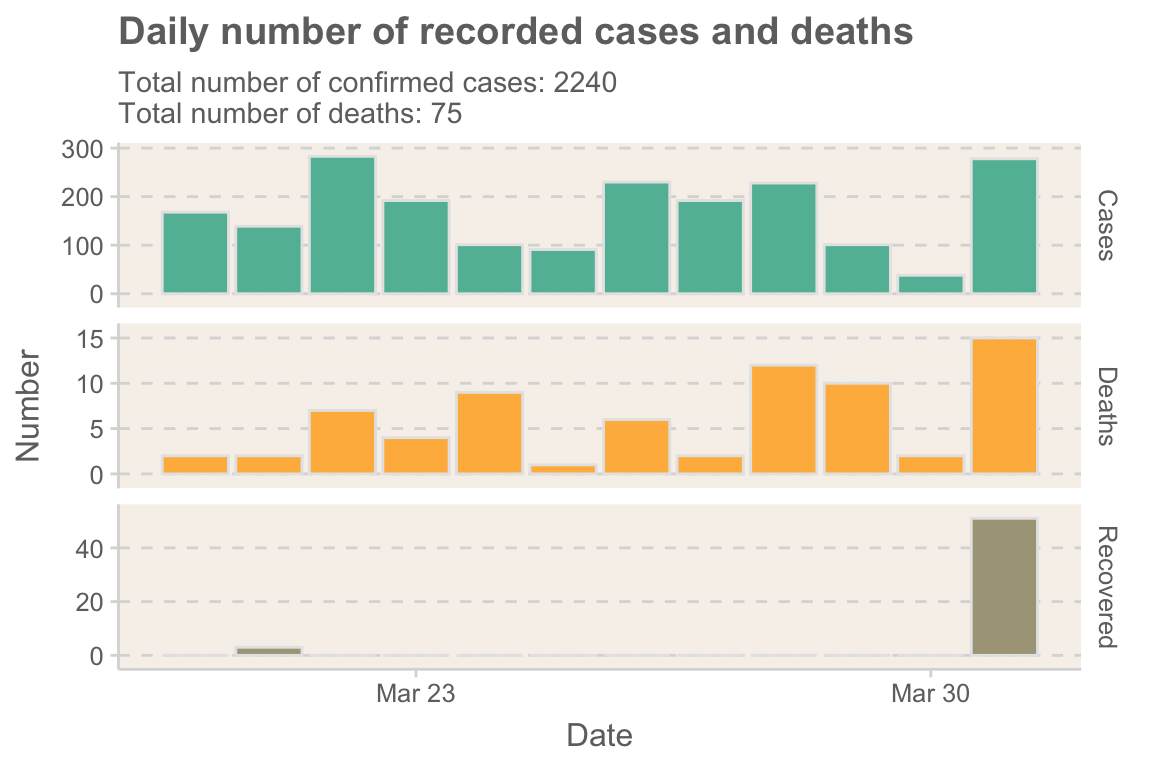 Daily number of recorded cases and deaths
Total number of confirmed cases: 2240
Total number of deaths: 75
300
200
100
0
Cases
15
10
5
0
Deaths
40
20
0
Recovered
Number
Mar 23
Mar 30
Date